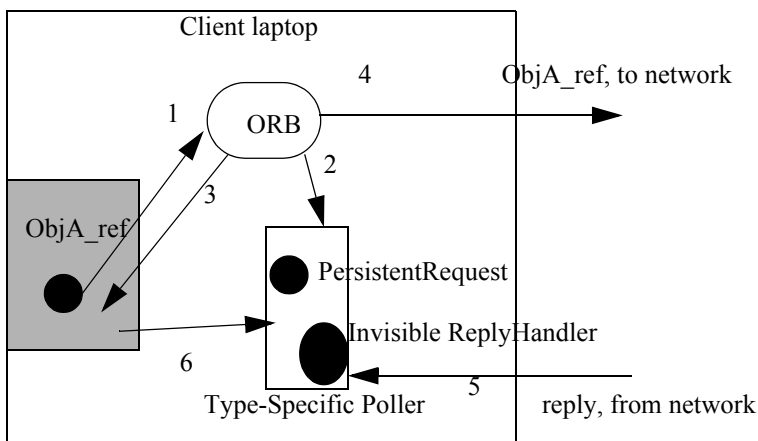 Client laptop
4
ObjA_ref, to network
1
ORB
2
3
ObjA_ref
PersistentRequest
Invisible ReplyHandler
6
5
Type-Specific Poller
reply, from network